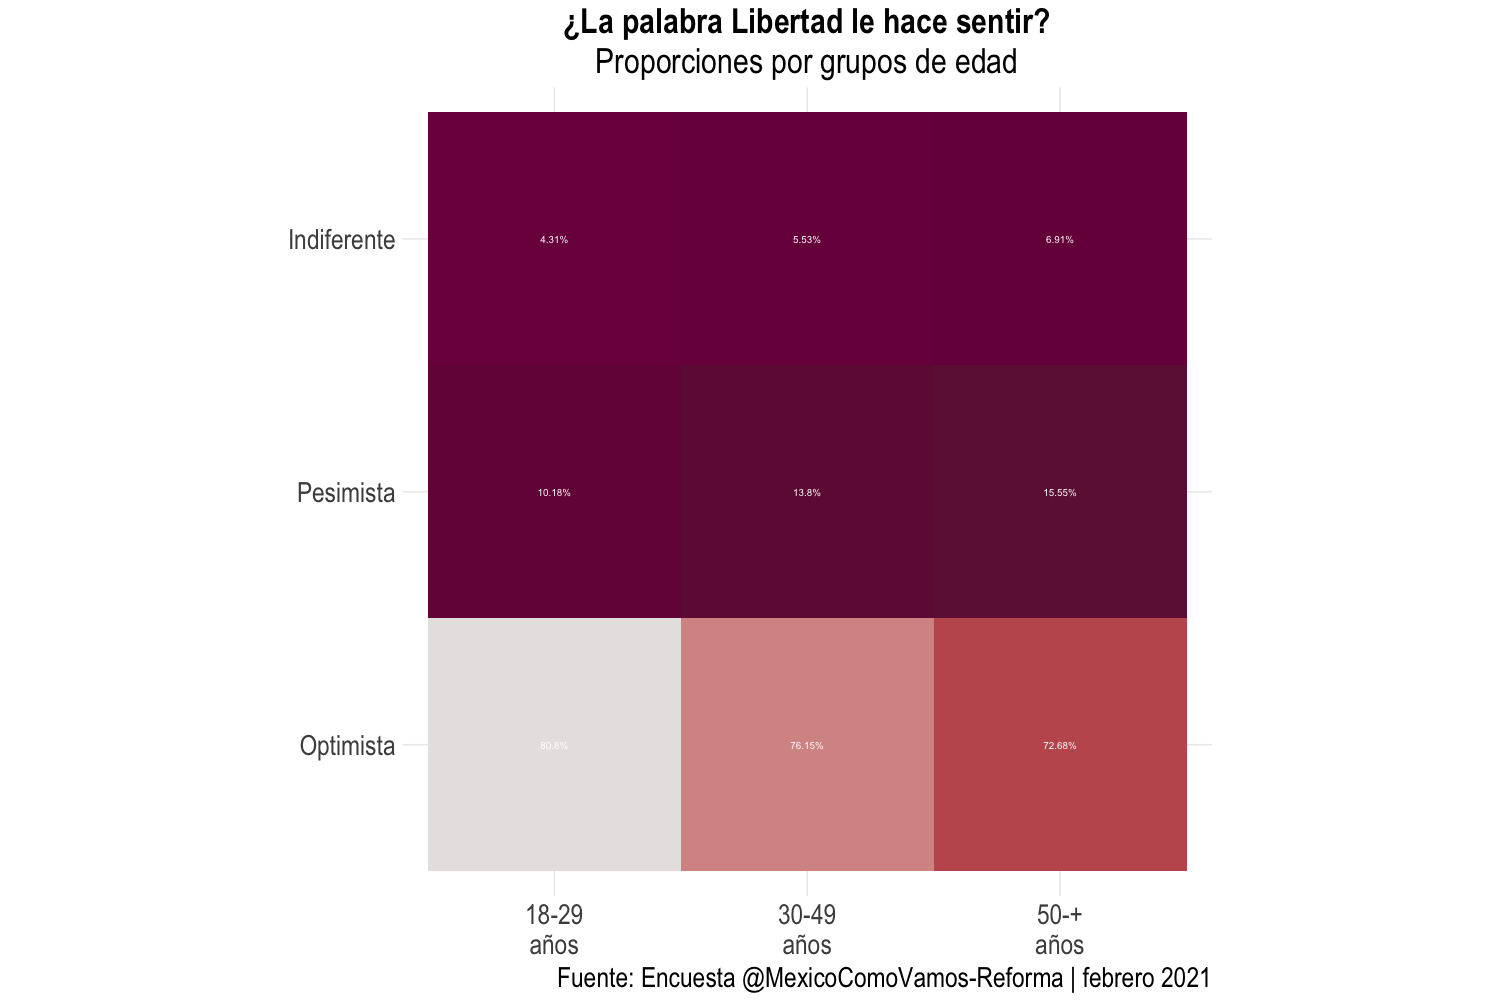 ¿La palabra Libertad le hace sentir?
Proporciones por grupos de edad
Indiferente
4.31%
5.53%
6.91%
Pesimista
10.18%
13.8%
15.55%
Optimista
80.8%
76.15%
72.68%
18-29
años
30-49
años
50-+
años
Fuente: Encuesta @MexicoComoVamos-Reforma | febrero 2021